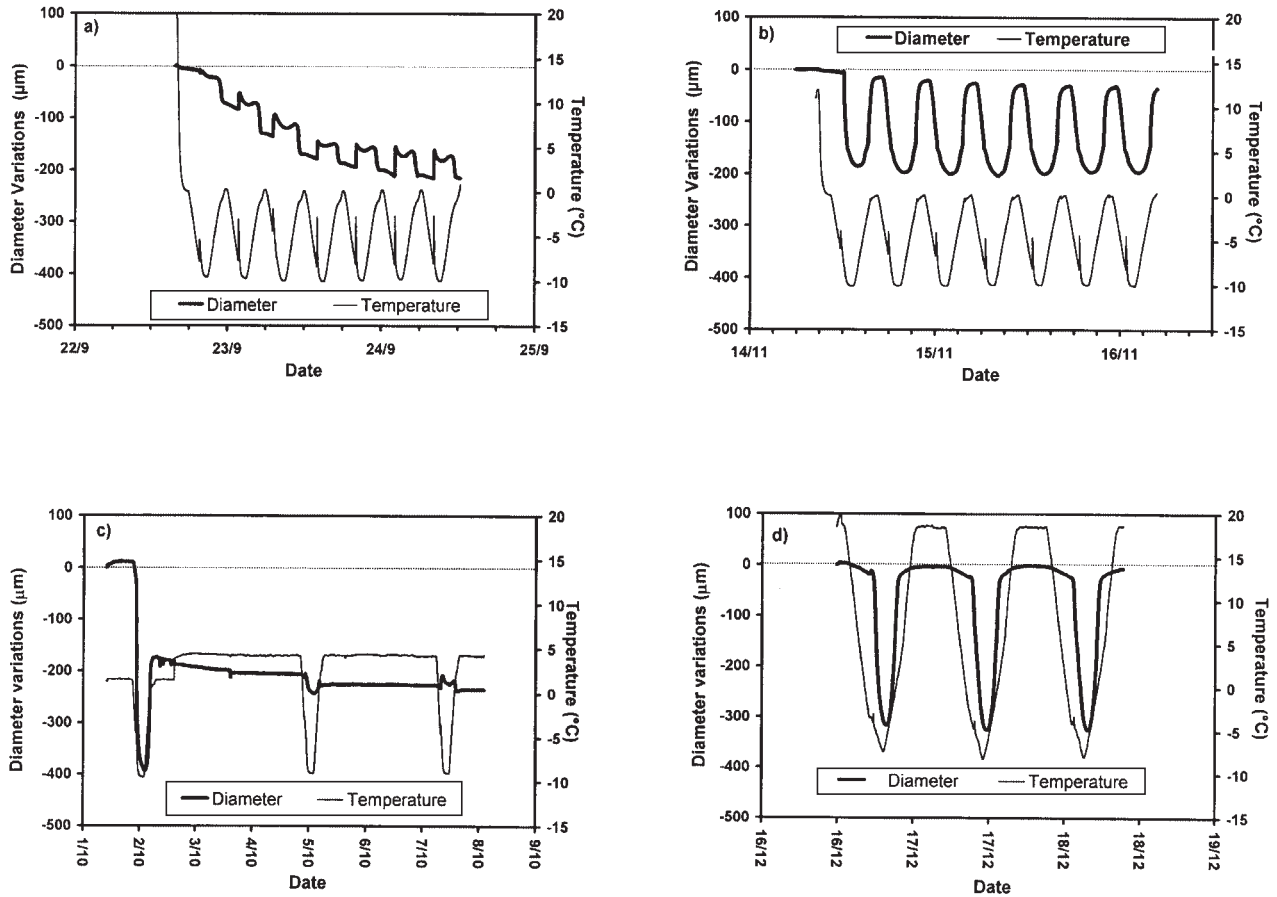 a)
100
0
-100
-200
-300
-400
-500
Diameter Variations (µm)
20
15
10
5
0
-5
-10
-15
Temperature (°C)
Diameter Temperature
22/9 23/9 24/9 25/9
Date
b)
Diameter Temperature
100
0
-100
-200
-300
-400
-500
Diameter Variations (µm)
20
15
10
5
0
-5
-10
-15
Temperature (°C)
14/11 15/11 16/11
Date
c)
100
0
-100
-200
-300
-400
-500
Diameter variations (µm)
20
15
10
5
0
-5
-10
-15
Temperature (°C)
Diameter Temperature
1/10 2/10 3/10 4/10 5/10 6/10 7/10 8/10 9/10
Date
d)
100
0
-100
-200
-300
-400
-500
Diameter variations (µm)
20
15
10
5
0
-5
-10
-15
Temperature (°C)
Diameter Temperature
16/12 16/12 17/12 17/12 18/12 18/12 19/12
Date